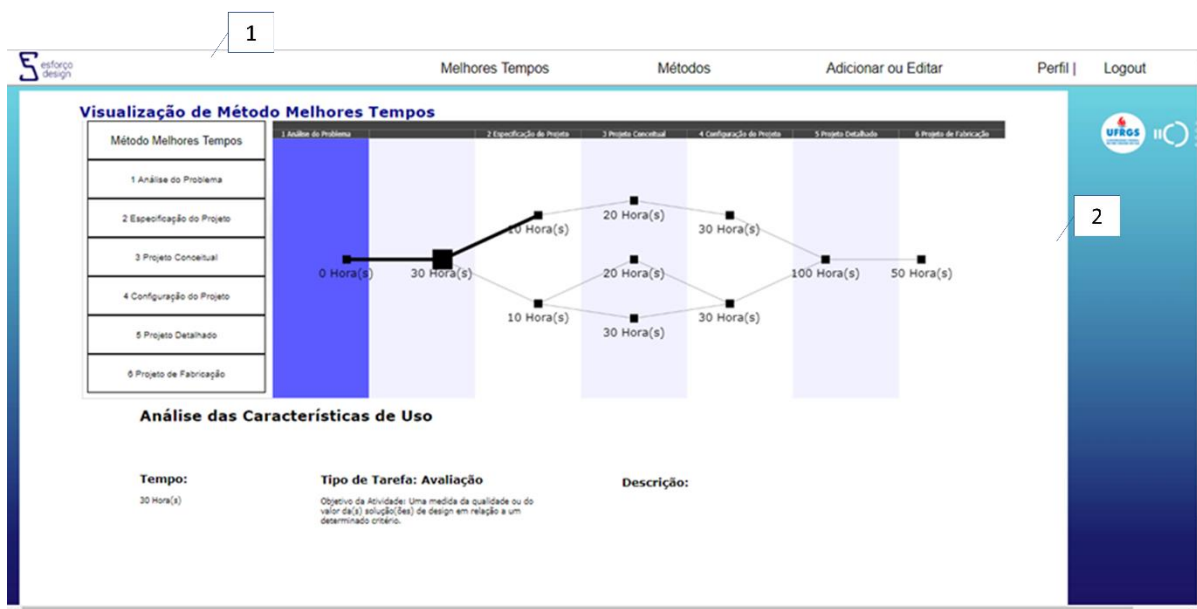 1
esforço
design
Melhores Tempos
Métodos
Adicionar ou Editar
Perfil |
Logout
Visualização de Método Melhores Tempos
Método Melhores Tempos
1 Análise do Problema
2 Especificação do Projeto
3 Projeto Conceitual
4 Configuração do Projeto
5 Projeto Detalhado
6 Projeto de Fabricação
1 Análise do Problema
2 Especificação do Projeto
3 Projeto Conceitual
4 Configuração do Projeto
5 Projeto Detalhado
6 Projeto de Fabricação
UFRGS
2
10 Hora(s)
20 Hora(s)
30 Hora(s)
0 Hora(s)
30 Hora(s)
20 Hora(s)
100 Hora(s)
50 Hora(s)
10 Hora(s)
30 Hora(s)
30 Hora(s)
Análise das Características de Uso
Tempo:
30 Hora(s)
Tipo de Tarefa: Avaliação
Objetivo da Atividade: Uma medida da qualidade ou do
valor da(s) solução(ões) de design em relação a um
determinado critério.
Descrição: